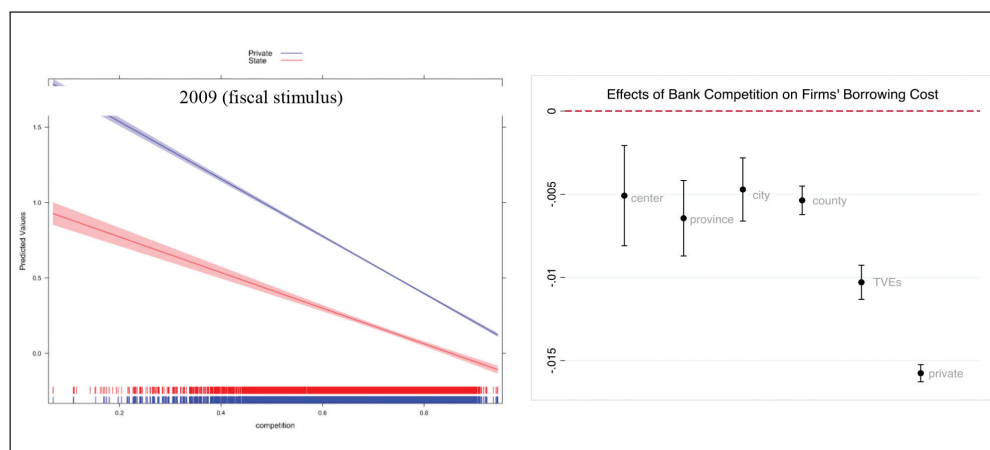 Private
State
2009 (fiscal stimulus)
1.5
1.0
0.5
0.0
Predicted Values
0.2
0.4
0.6
0.8
competition
Effects of Bank Competition on Firms' Borrowing Cost
0
-.005
-.01
-.015
center
province
city
county
TVEs
private